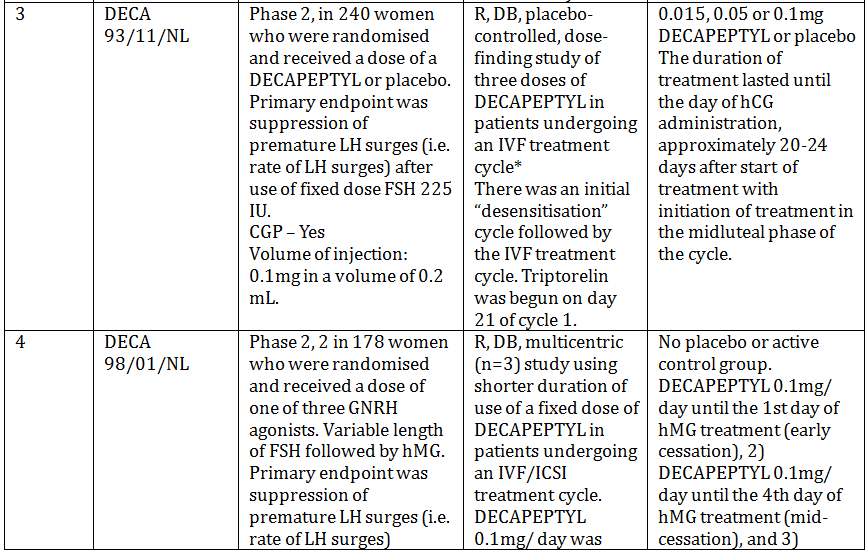 3
DECA
93/11/NL
Phase 2, in 240 women
who were randomised
and received a dose of a
DECAPEPTYL or placebo.
Primary endpoint was
suppression of
premature LH surges (i.e.
rate of LH surges) after
use of fixed dose FSH 225
IU.
CGP – Yes
Volume of injection:
0.1mg in a volume of 0.2
mL.
R, DB, placebo-
controlled, dose-
finding study of
three doses of
DECAPEPTYL in
patients undergoing
an IVF treatment
cycle*
There was an initial
“desensitisation”
cycle followed by
the IVF treatment
cycle. Triptorelin
was begun on day
21 of cycle 1.
0.015, 0.05 or 0.1mg
DECAPEPTYL or placebo
The duration of
treatment lasted until
the day of hCG
administration,
approximately 20-24
days after start of
treatment with
initiation of treatment in
the midluteal phase of
the cycle.
4
DECA
98/01/NL
Phase 2, 2 in 178 women
who were randomised
and received a dose of
one of three GNRH
agonists. Variable length
of FSH followed by hMG.
Primary endpoint was
suppression of
premature LH surges (i.e.
rate of LH surges)
R, DB, multicentric
(n=3) study using
shorter duration of
use of a fixed dose of
DECAPEPTYL in
patients undergoing
an IVF/ICSI
treatment cycle.
DECAPEPTYL
0.1mg/ day was
No placebo or active
control group.
DECAPEPTYL 0.1mg/
day until the 1st day of
hMG treatment (early
cessation), 2)
DECAPEPTYL 0.1mg/
day until the 4th day of
hMG treatment (mid-
cessation), and 3)